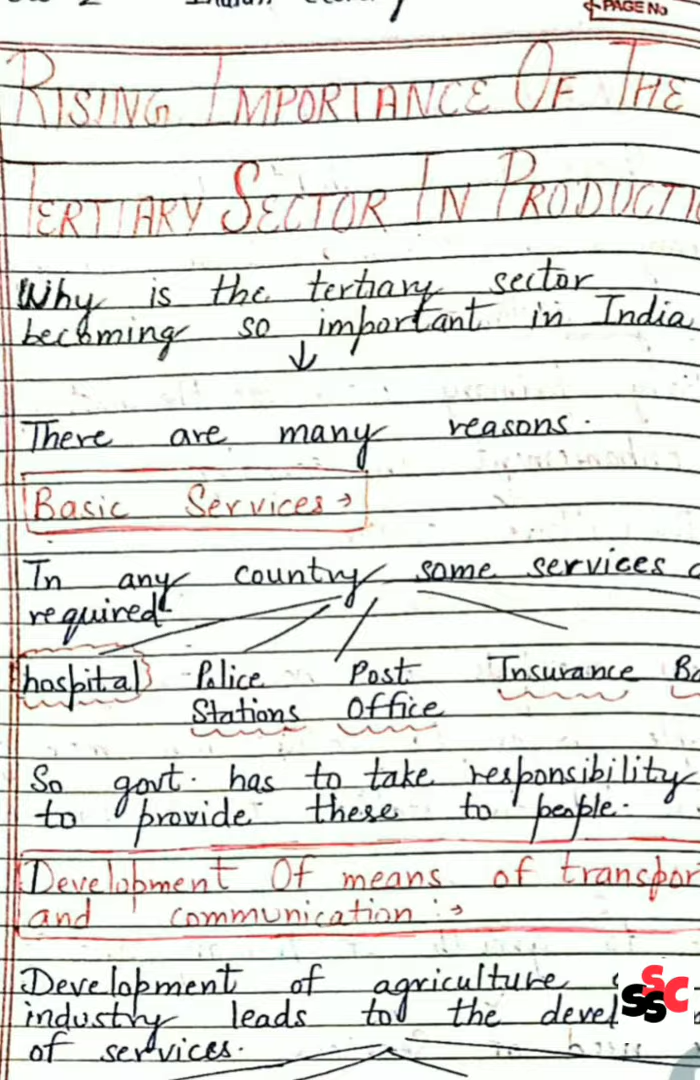 PAGE No
RISING IMPORTANCE OF THE
TERTIARY SECTOR IN PRODUCTI
Why is the tertiary sector
becoming so important in India
↓
There are many reasons.
Basic Services →
In any country some services
required
hospital Police Post Insurance Ba
Stations Office
So govt. has to take responsibility
to provide these to people.
Development Of means of transpor
and communication :→
Development of agriculture
industry leads to the devel
of services.
SSSC